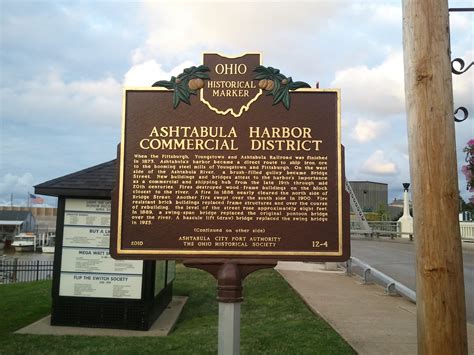 OHIO
HISTORICAL
MARKER
ASHTABULA HARBOR
COMMERCIAL DISTRICT
When the Pittsburgh, Youngstown and Ashtabula Railroad was finished
in 1873, Ashtabula's harbor became a direct route to ship iron ore
to the booming steel mills of Youngstown and Pittsburgh. On the west
side of the Ashtabula River, a brush-filled gulley became Bridge
Street. New buildings and bridges attest to the harbor's importance
as a commercial and shipping hub from the late 19th through mid
20th centuries. Fires destroyed wood-frame buildings on the block
closest to the river. A fire in 1886 nearly cleared the north side of
Bridge Street. Another fire swept over the south side in 1900. Fire
resistant brick buildings replaced frame structures and over the course
of rebuilding, the street was raised approximately eight feet.
In 1889, a swing-span bridge replaced the original pontoon bridge
over the river. A bascule lift (draw) bridge replaced the swing bridge
in 1925.
(Continued on other side)
ASHTABULA CITY PORT AUTHORITY
THE OHIO HISTORICAL SOCIETY
2010
12-4
BUY A
MEGA WATT
FLIP THE SWITCH